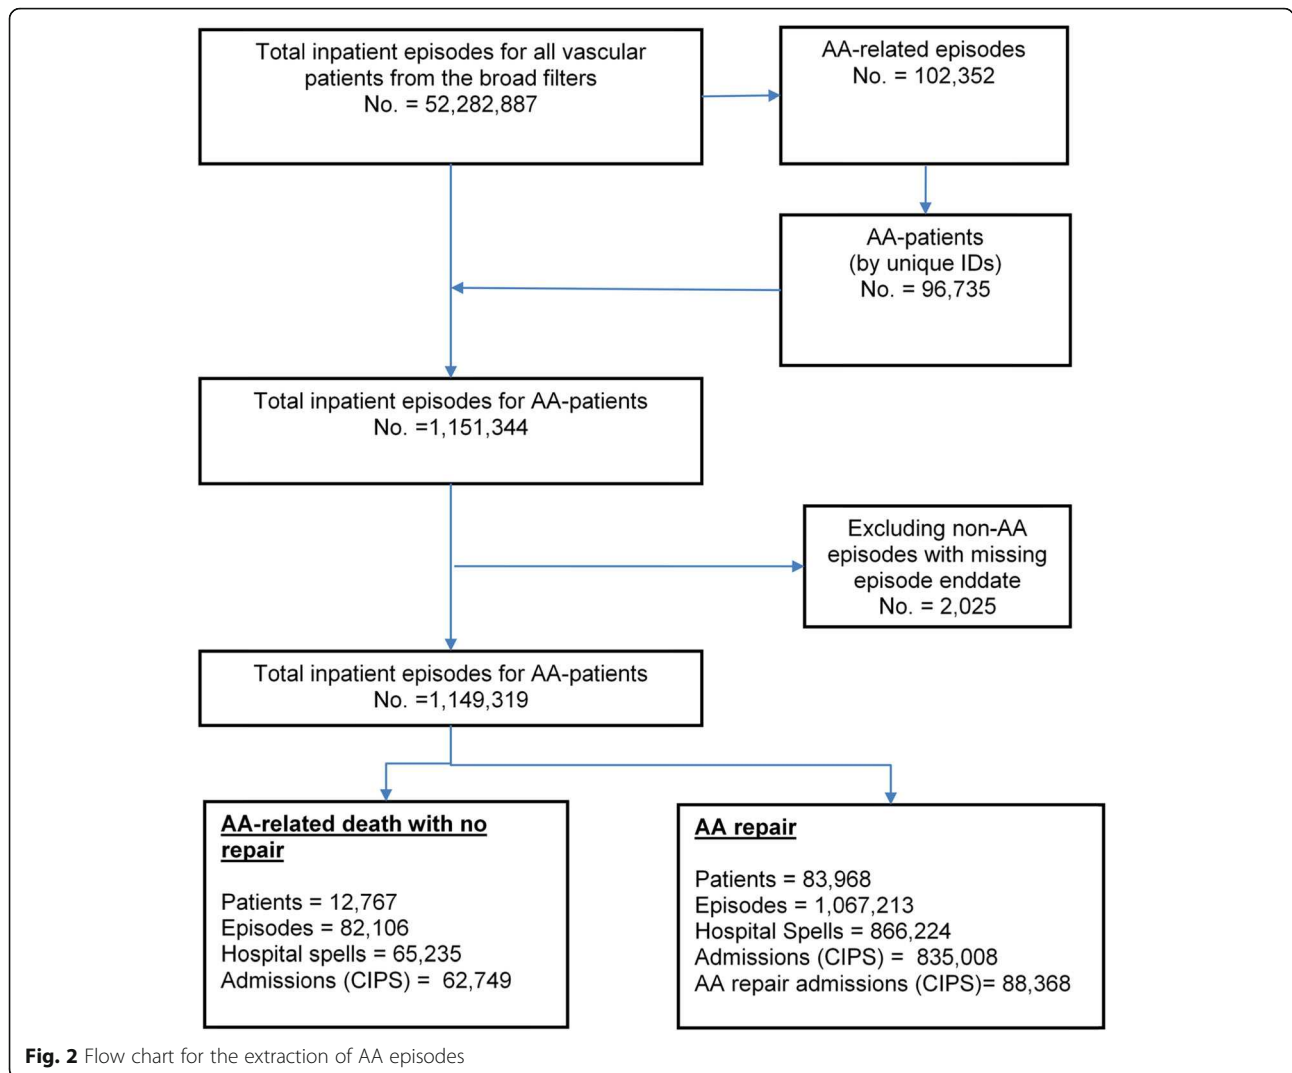 Total inpatient episodes for all vascular
patients from the broad filters
No. = 52,282,887
AA-related episodes
No. = 102,352
AA-patients
(by unique IDs)
No. = 96,735
Total inpatient episodes for AA-patients
No. =1,151,344
Excluding non-AA
episodes with missing
episode enddate
No. = 2,025
Total inpatient episodes for AA-patients
No. =1,149,319
AA-related death with no
repair
Patients = 12,767
Episodes = 82,106
Hospital spells = 65,235
Admissions (CIPS) =  62,749
AA repair
Patients = 83,968
Episodes = 1,067,213
Hospital Spells = 866,224
Admissions (CIPS) =  835,008
AA repair admissions (CIPS)= 88,368
Fig. 2 Flow chart for the extraction of AA episodes